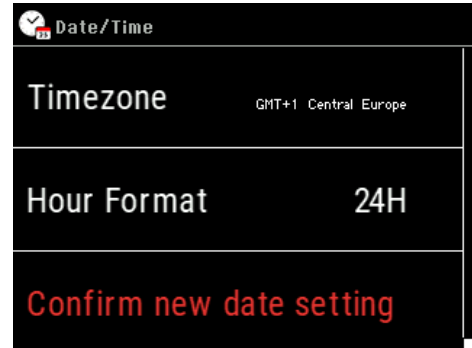 Date/Time
Timezone GMT+1 Central Europe
Hour Format 24H
Confirm new date setting